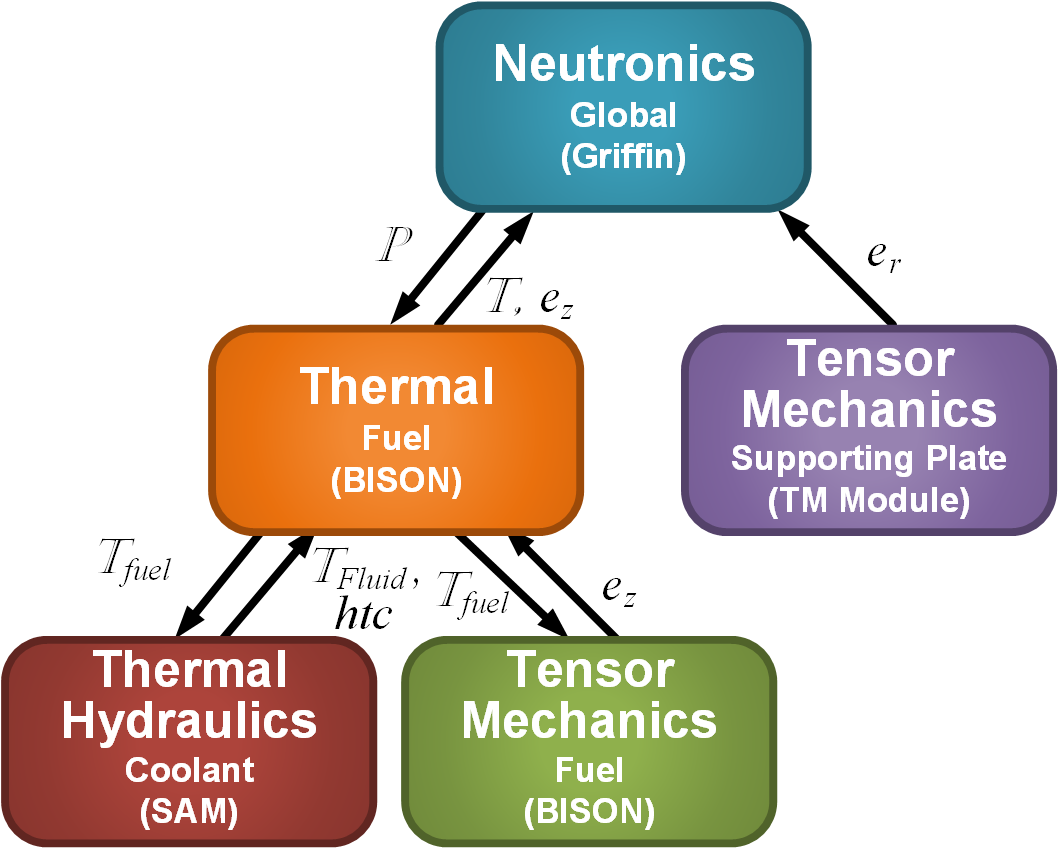 Neutronics
Global
(Griffin)
ℙ
𝕋, e_z
e_r
Thermal
Fuel
(BISON)
Tensor
Mechanics
Supporting Plate
(TM Module)
𝕋_fuel
𝕋_Fluid,
htc
𝕋_fuel
e_z
Thermal
Hydraulics
Coolant
(SAM)
Tensor
Mechanics
Fuel
(BISON)